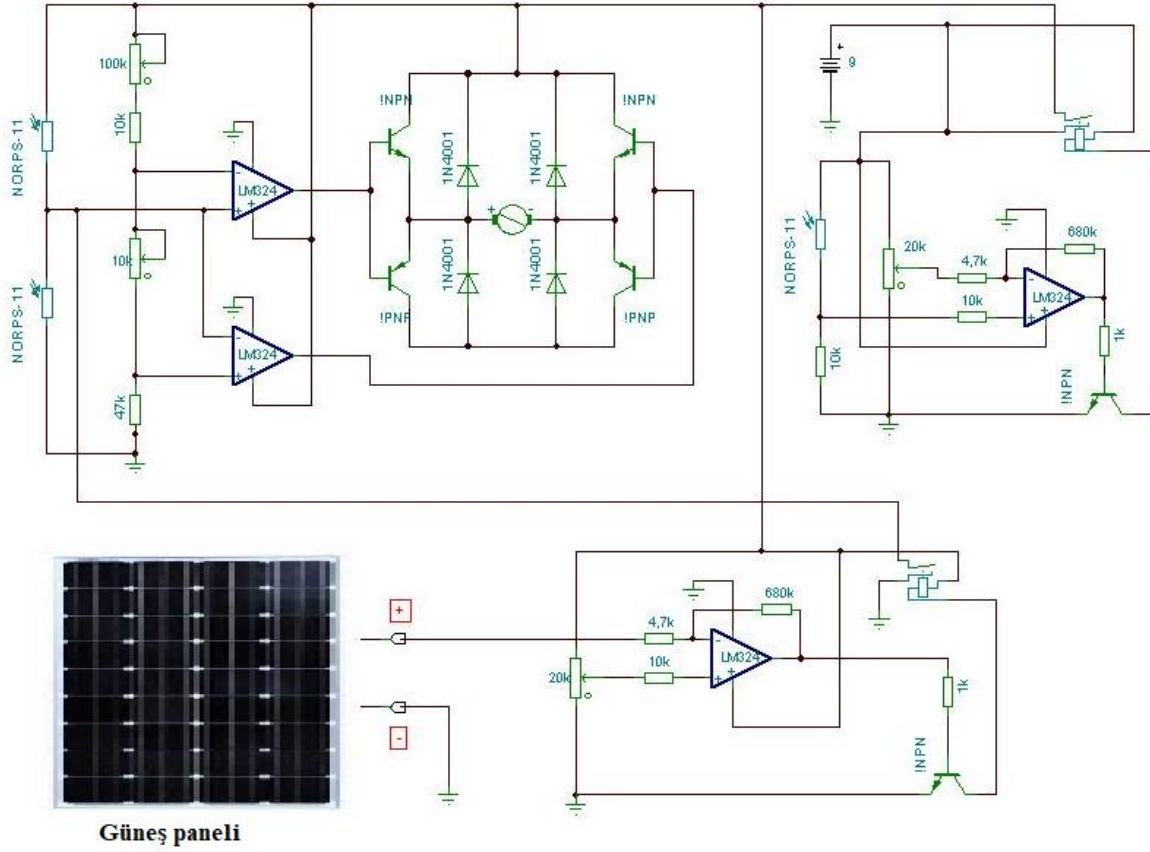 100k
10k
NORPS-11
-
LM324
+
10k
NORPS-11
-
LM324
+
47k
!NPN
!NPN
1N4001
1N4001
+
-
1N4001
1N4001
!PNP
!PNP
+
9
NORPS-11
20k
4,7k
680k
-
LM324
+
10k
10k
1k
!NPN
+
-
20k
4,7k
680k
10k
-
LM324
+
1k
!NPN
Güneş paneli